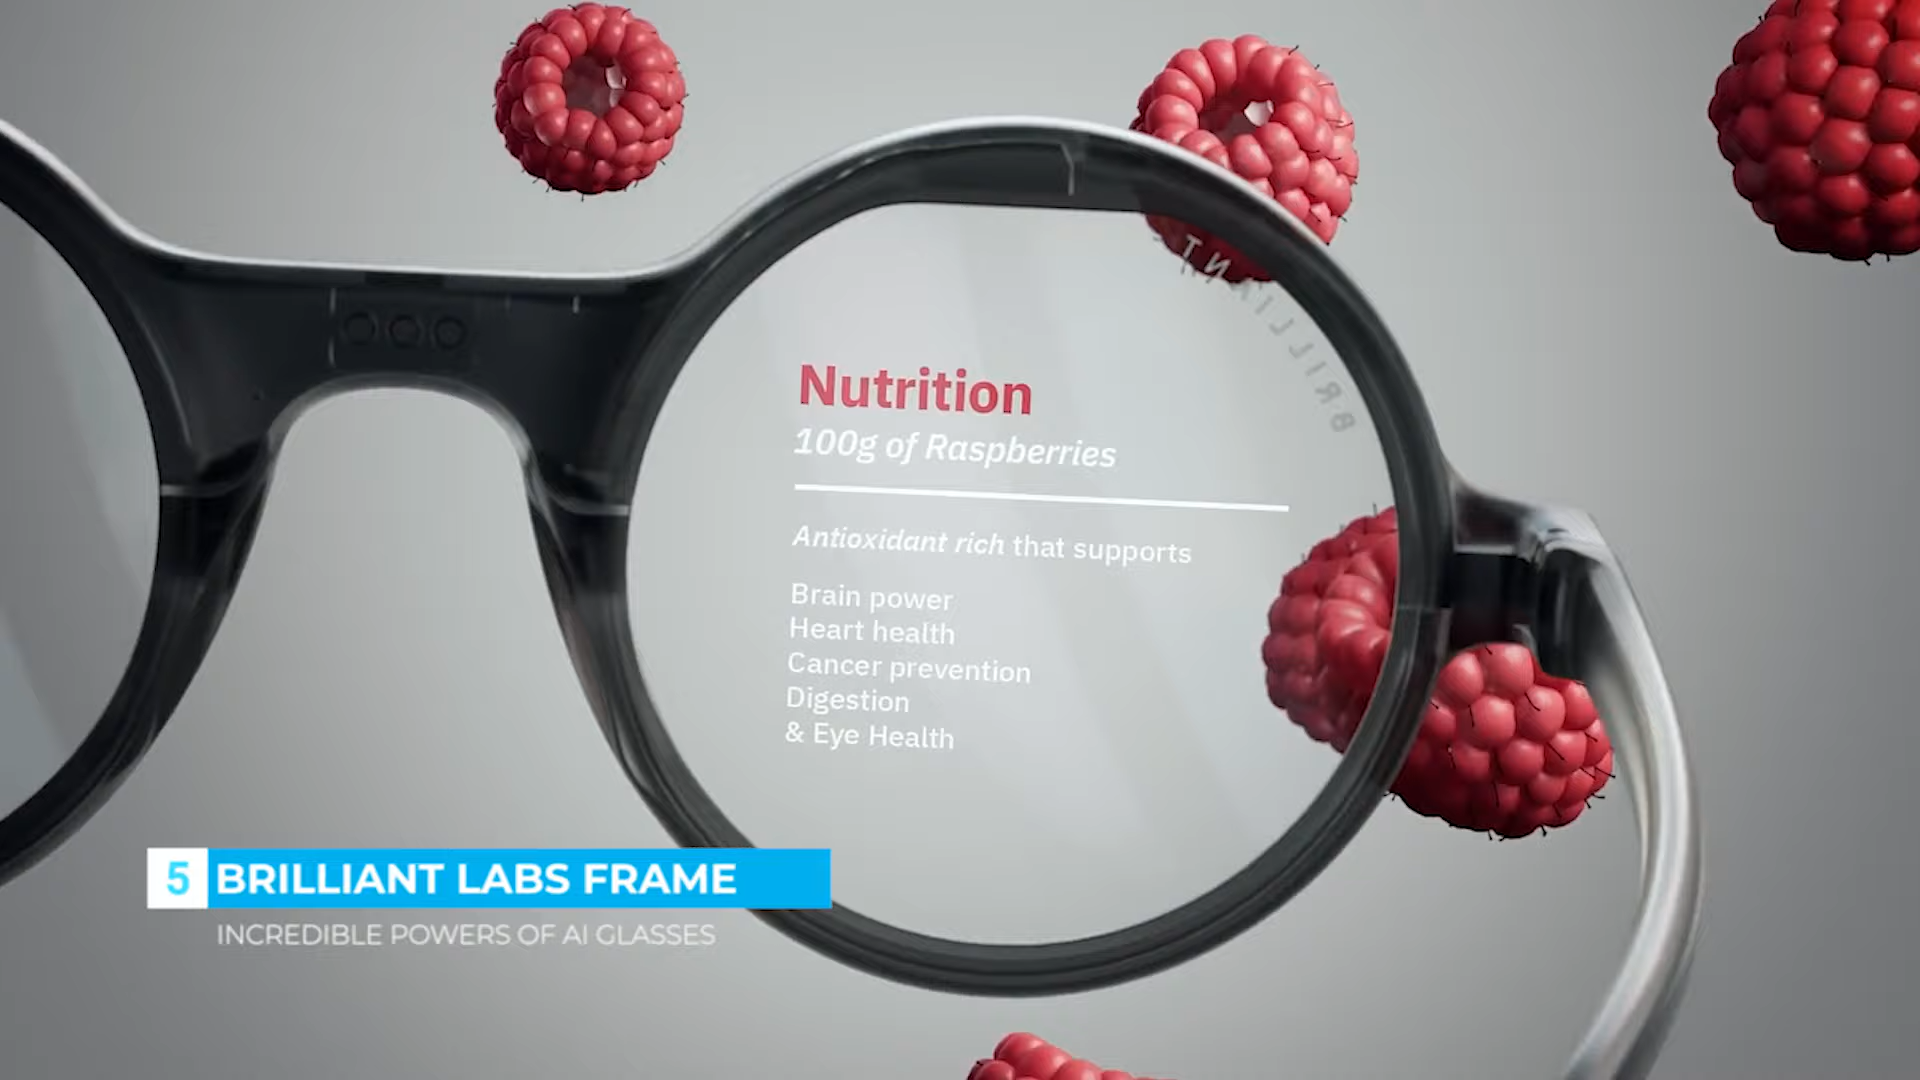 BRILLIANT
Nutrition
100g of Raspberries
Antioxidant rich that supports
Brain power
Heart health
Cancer prevention
Digestion
& Eye Health
5 BRILLIANT LABS FRAME
INCREDIBLE POWERS OF AI GLASSES